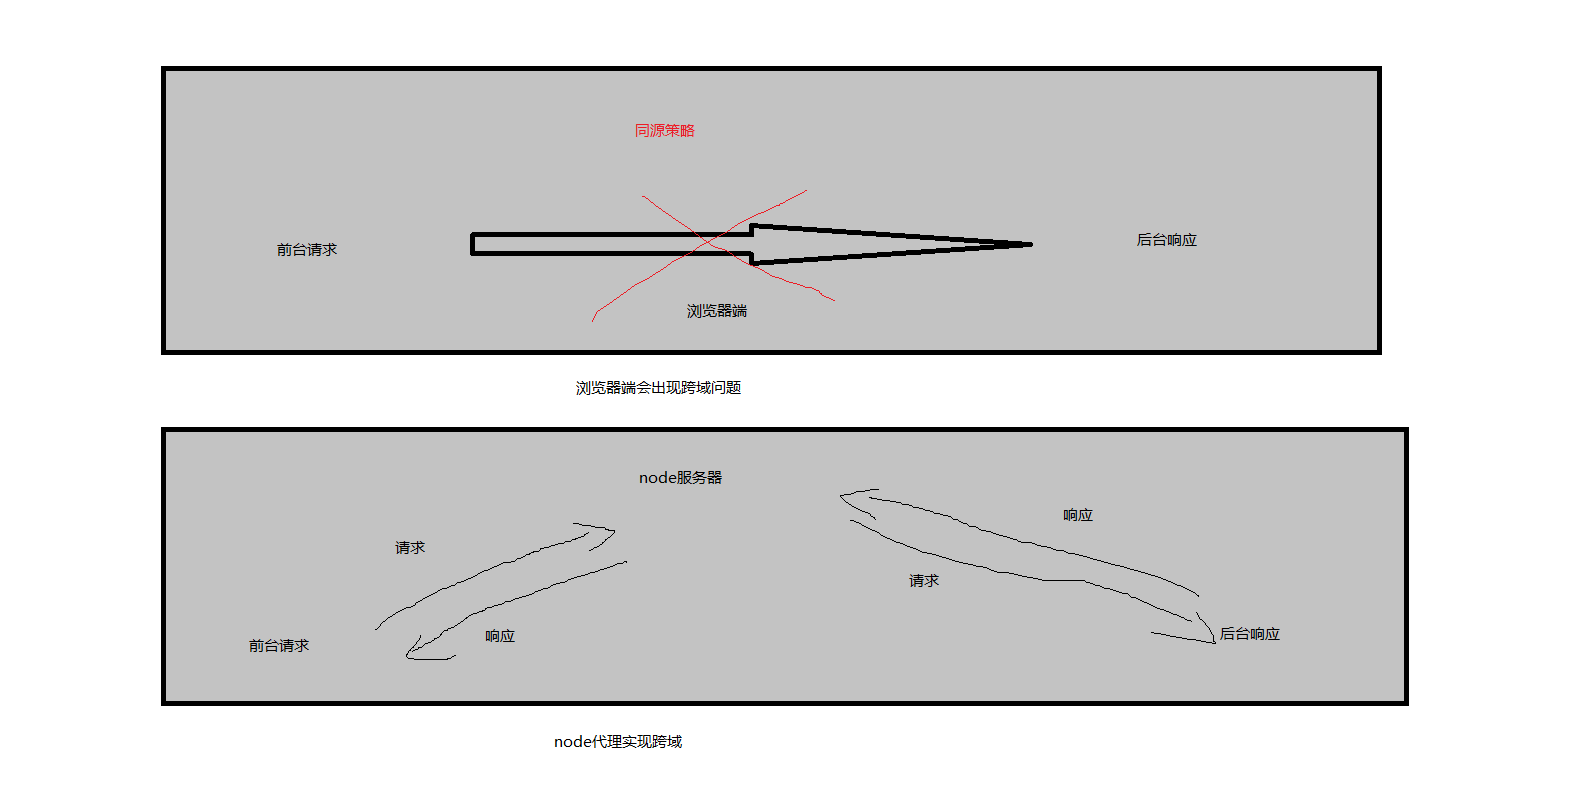 同源策略
前台请求
后台响应
浏览器端
浏览器端会出现跨域问题
node服务器
响应
请求
请求
后台响应
响应
前台请求
node代理实现跨域